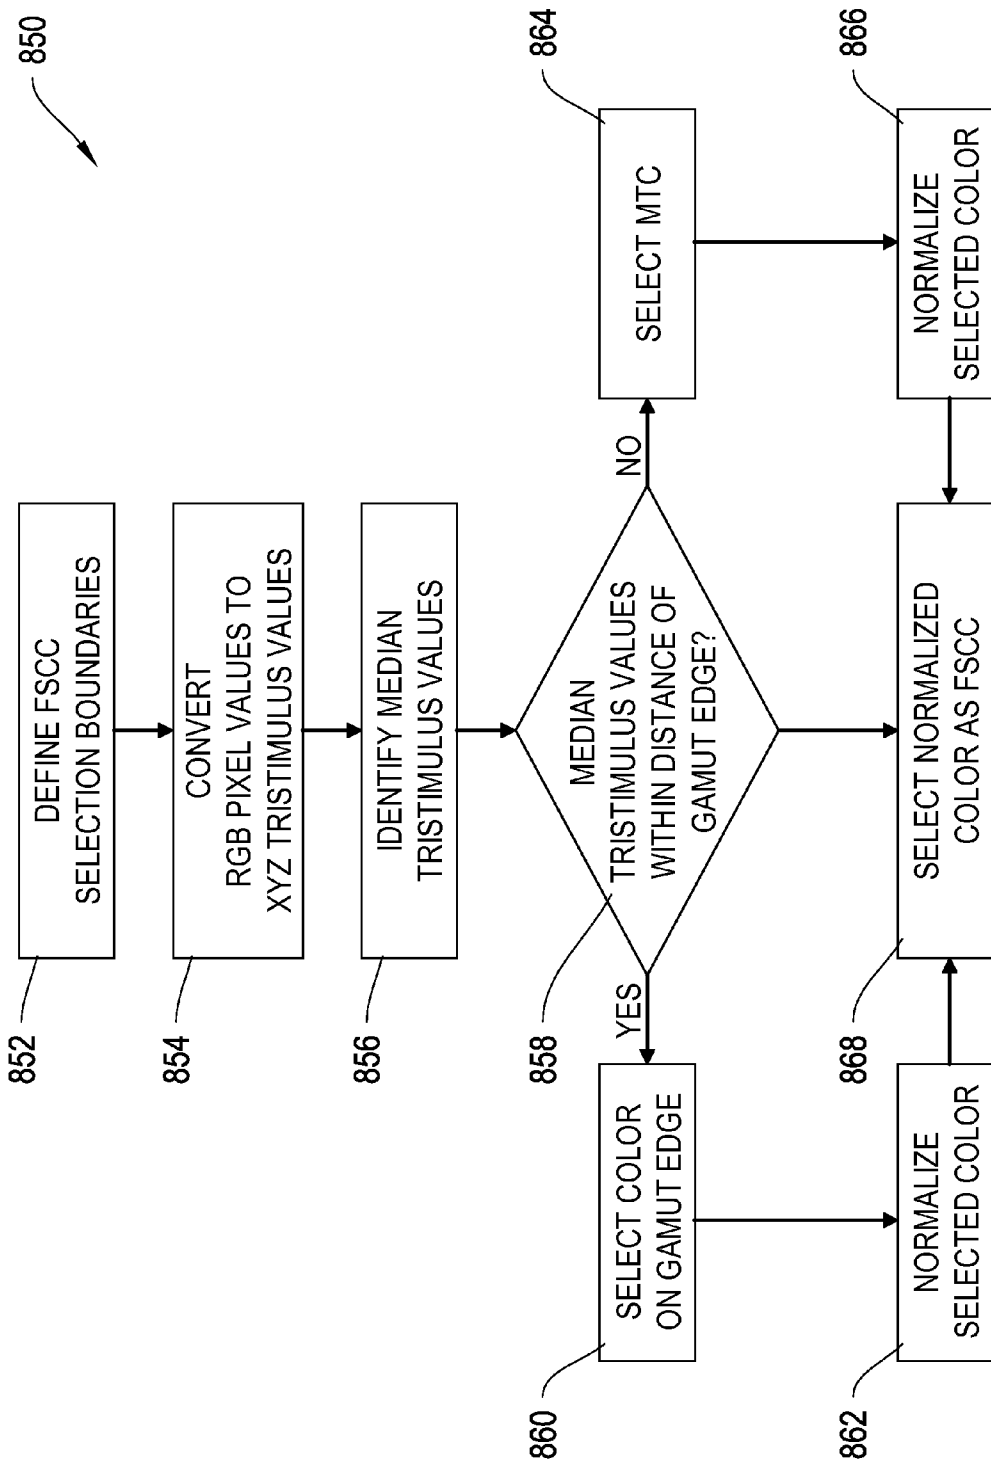 850
852
DEFINE FSCC
SELECTION BOUNDARIES
854
CONVERT
RGB PIXEL VALUES TO
XYZ TRISTIMULUS VALUES
856
IDENTIFY MEDIAN
TRISTIMULUS VALUES
858
MEDIAN
TRISTIMULUS VALUES
WITHIN DISTANCE OF
GAMUT EDGE?
YES
NO
860
SELECT COLOR
ON GAMUT EDGE
864
SELECT MTC
862
NORMALIZE
SELECTED COLOR
868
SELECT NORMALIZED
COLOR AS FSCC
866
NORMALIZE
SELECTED COLOR